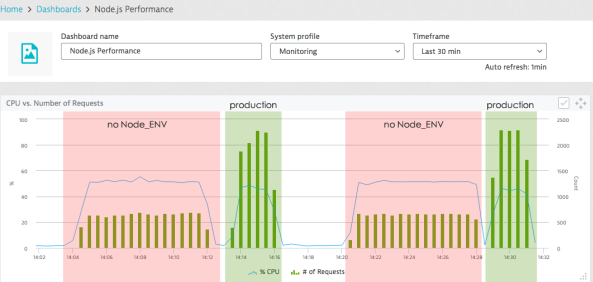 Home > Dashboards > Node.js Performance
Dashboard name
System profile
Timeframe
Node.js Performance
Monitoring
Last 30 min
Auto refresh: 1min
CPU vs. Number of Requests
production
production
no Node_ENV
no Node_ENV
100
80
60
40
20
0
%
2500
2000
1500
1000
500
0
Count
14:02 14:04 14:06 14:08 14:10 14:12 14:14 14:16 14:18 14:20 14:22 14:24 14:26 14:28 14:30 14:32
% CPU # of Requests